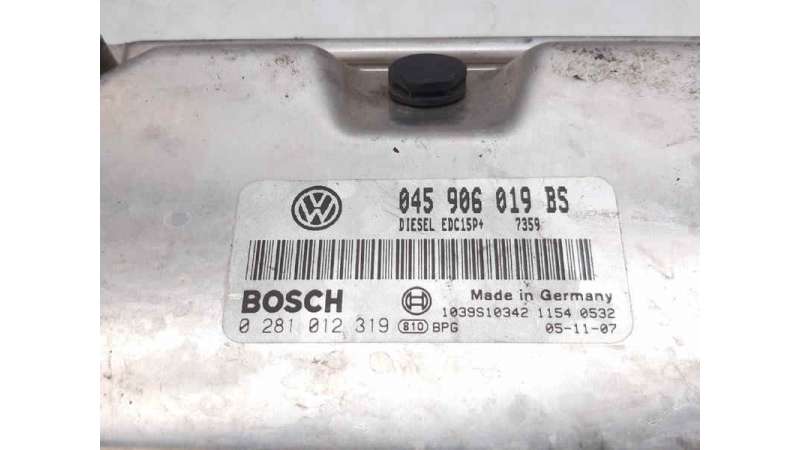 045 906 019 BS
DIESEL EDC15P+ 7359
BOSCH
Made in Germany
0 281 012 319 810 BPG
1039S10342 1154 0532
05-11-07